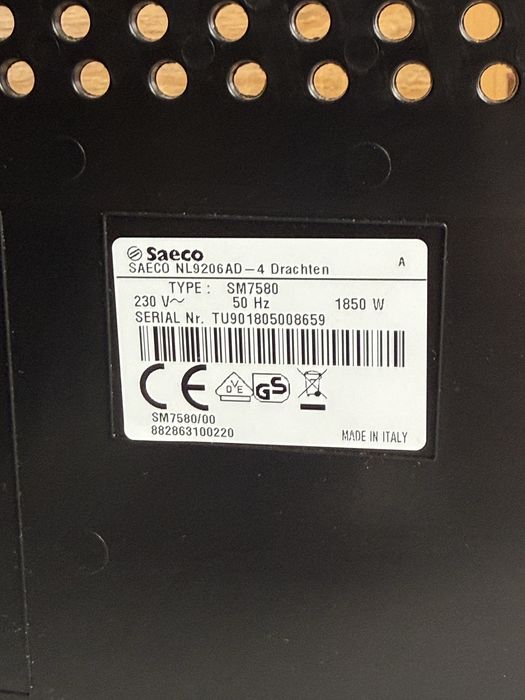 Saeco
SAECO NL9206AD-4 Drachten A
TYPE: SM7580
230 V~ 50 Hz 1850 W
SERIAL Nr. TU901805008659
CE DVE GS
SM7580/00
882863100220
MADE IN ITALY